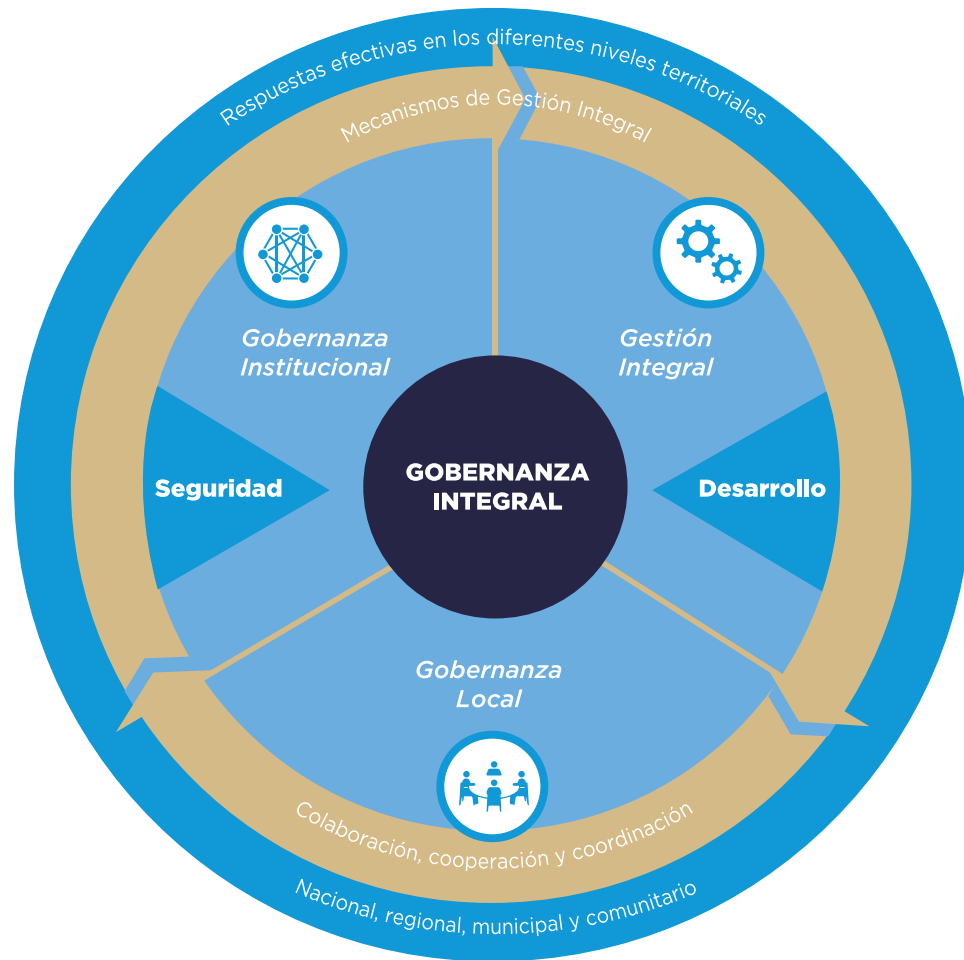 Respuestas efectivas en los diferentes niveles territoriales
Mecanismos de Gestión Integral
Gobernanza
Institucional
Gestión
Integral
Seguridad
GOBERNANZA
INTEGRAL
Desarrollo
Gobernanza
Local
Colaboración, cooperación y coordinación
Nacional, regional, municipal y comunitario